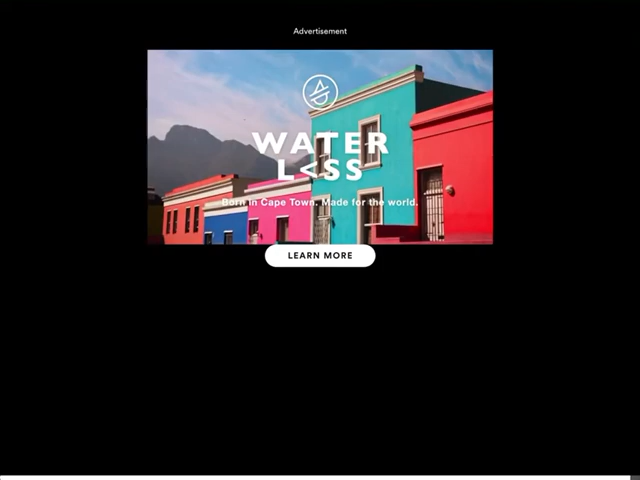 Advertisement
WATER
L<SS
Born in Cape Town. Made for the world.
LEARN MORE